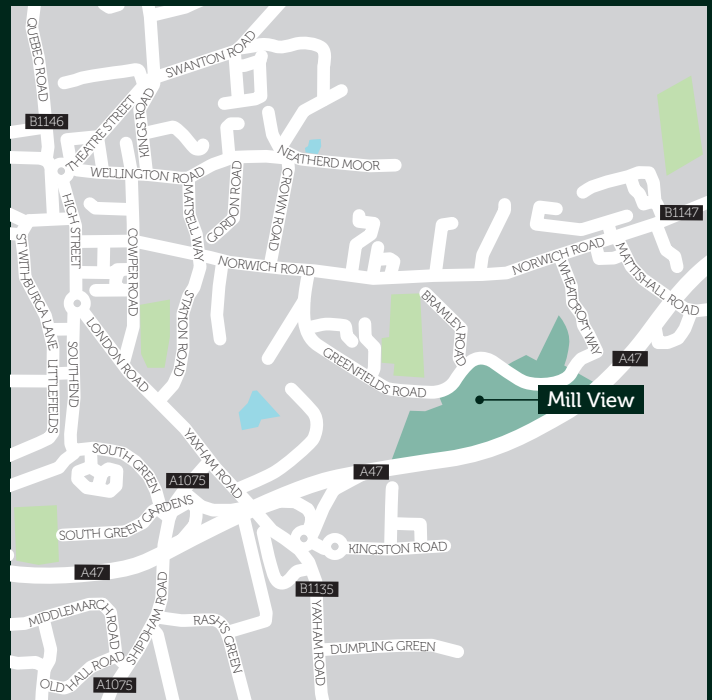 QUEBEC ROAD
SWANTON ROAD
B1146
THEATRE STREET
KINGS ROAD
WELLINGTON ROAD
NEATHERD MOOR
HIGH STREET
MATSELL WAY
GORDON ROAD
CROWN ROAD
B1147
ST WITHBURGA LANE
COWPER ROAD
NORWICH ROAD
NORWICH ROAD
MATTISHALL ROAD
WHEATCROFT WAY
STATION ROAD
BRAMLEY ROAD
LONDON ROAD
SOUTHEND
LITTLEFIELDS
GREENFIELDS ROAD
A47
Mill View
YAXHAM ROAD
SOUTH GREEN
A1075
A47
SOUTH GREEN GARDENS
KINGSTON ROAD
A47
B1135
MIDDLEMARCH ROAD
SHIPDHAM ROAD
RASH'S GREEN
YAXHAM ROAD
DUMPLING GREEN
OLD HALL ROAD
A1075